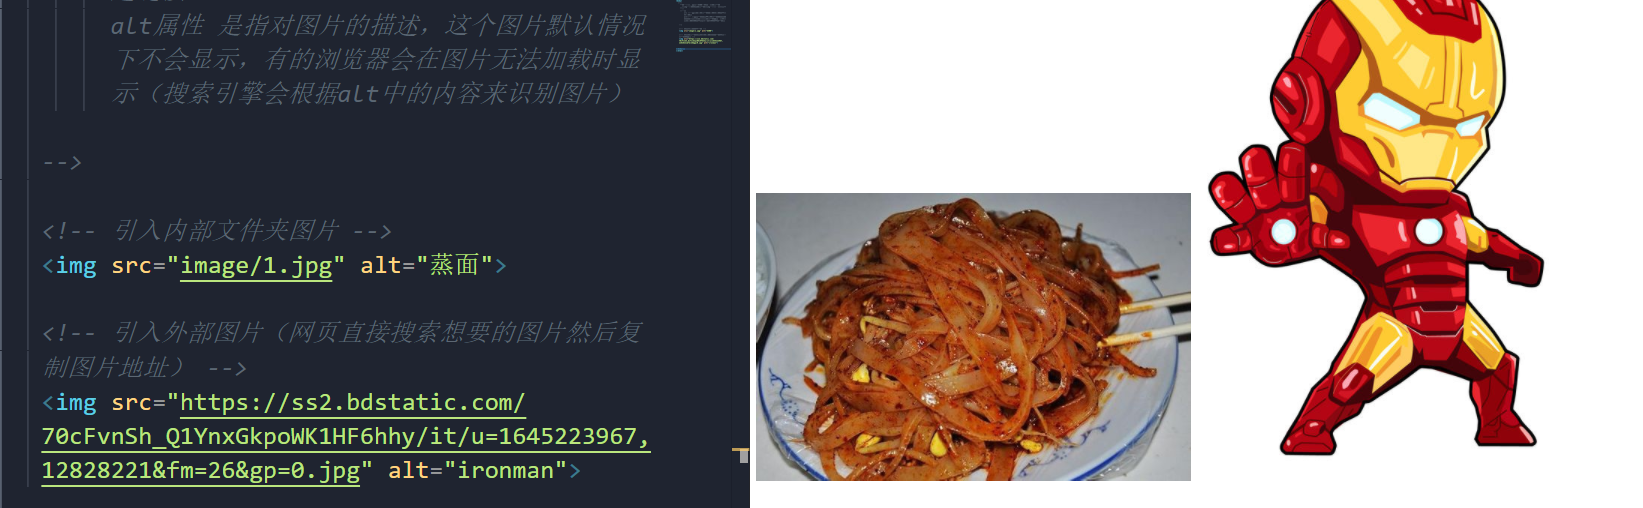 alt属性 是指对图片的描述，这个图片默认情况
下不会显示，有的浏览器会在图片无法加载时显
示（搜索引擎会根据alt中的内容来识别图片）
-->
<!-- 引入内部文件夹图片 -->
<img src="image/1.jpg" alt="蒸面">
<!-- 引入外部图片（网页直接搜索想要的图片然后复
制图片地址） -->
<img src="https://ss2.bdstatic.com/
70cFvnSh_Q1YnxGkpoWK1HF6hhy/it/u=1645223967,
12828221&fm=26&gp=0.jpg" alt="ironman">